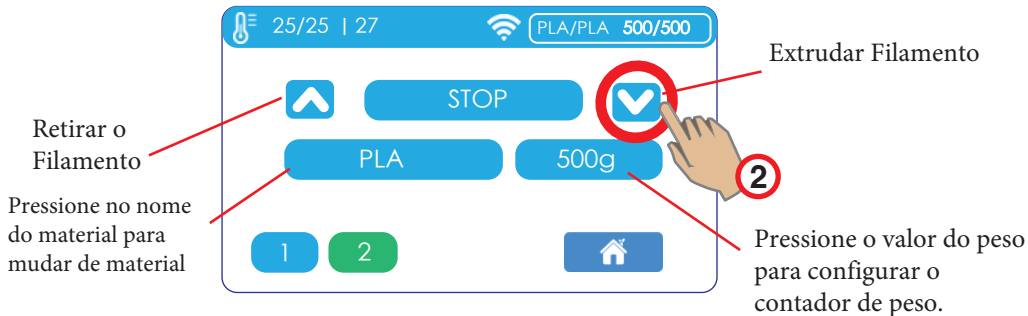 25/25 | 27
PLA/PLA 500/500
Extrudar Filamento
STOP
Retirar o
Filamento
PLA
500g
2
Pressione no nome
do material para
mudar de material
1
2
Pressione o valor do peso
para configurar o
contador de peso.